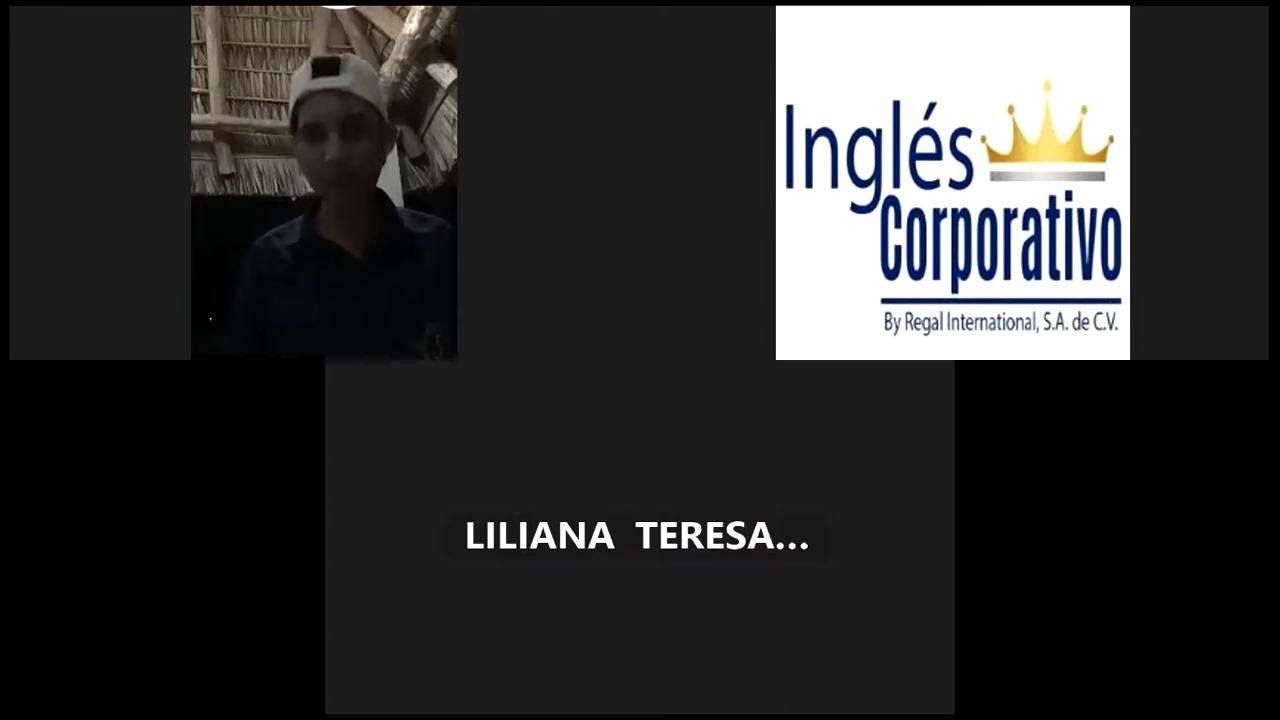 Inglés
Corporativo
By Regal International, S.A. de C.V.
LILIANA TERESA...